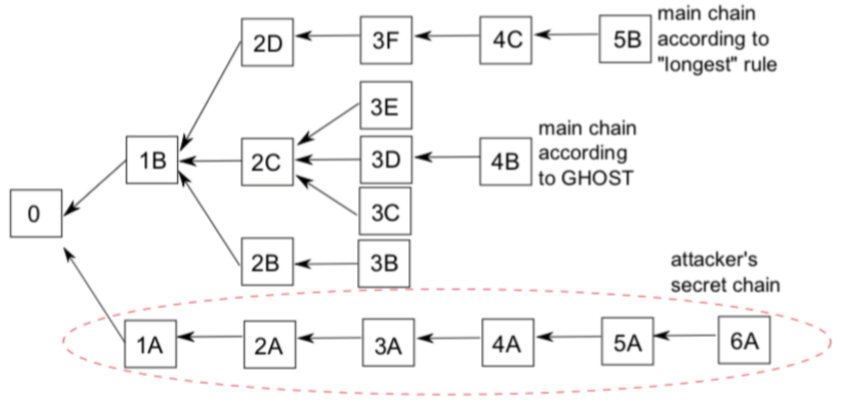 main chain
according to
"longest" rule
2D
3F
4C
5B
3E
main chain
according
to GHOST
1B
2C
3D
4B
0
3C
2B
3B
attacker's
secret chain
1A
2A
3A
4A
5A
6A